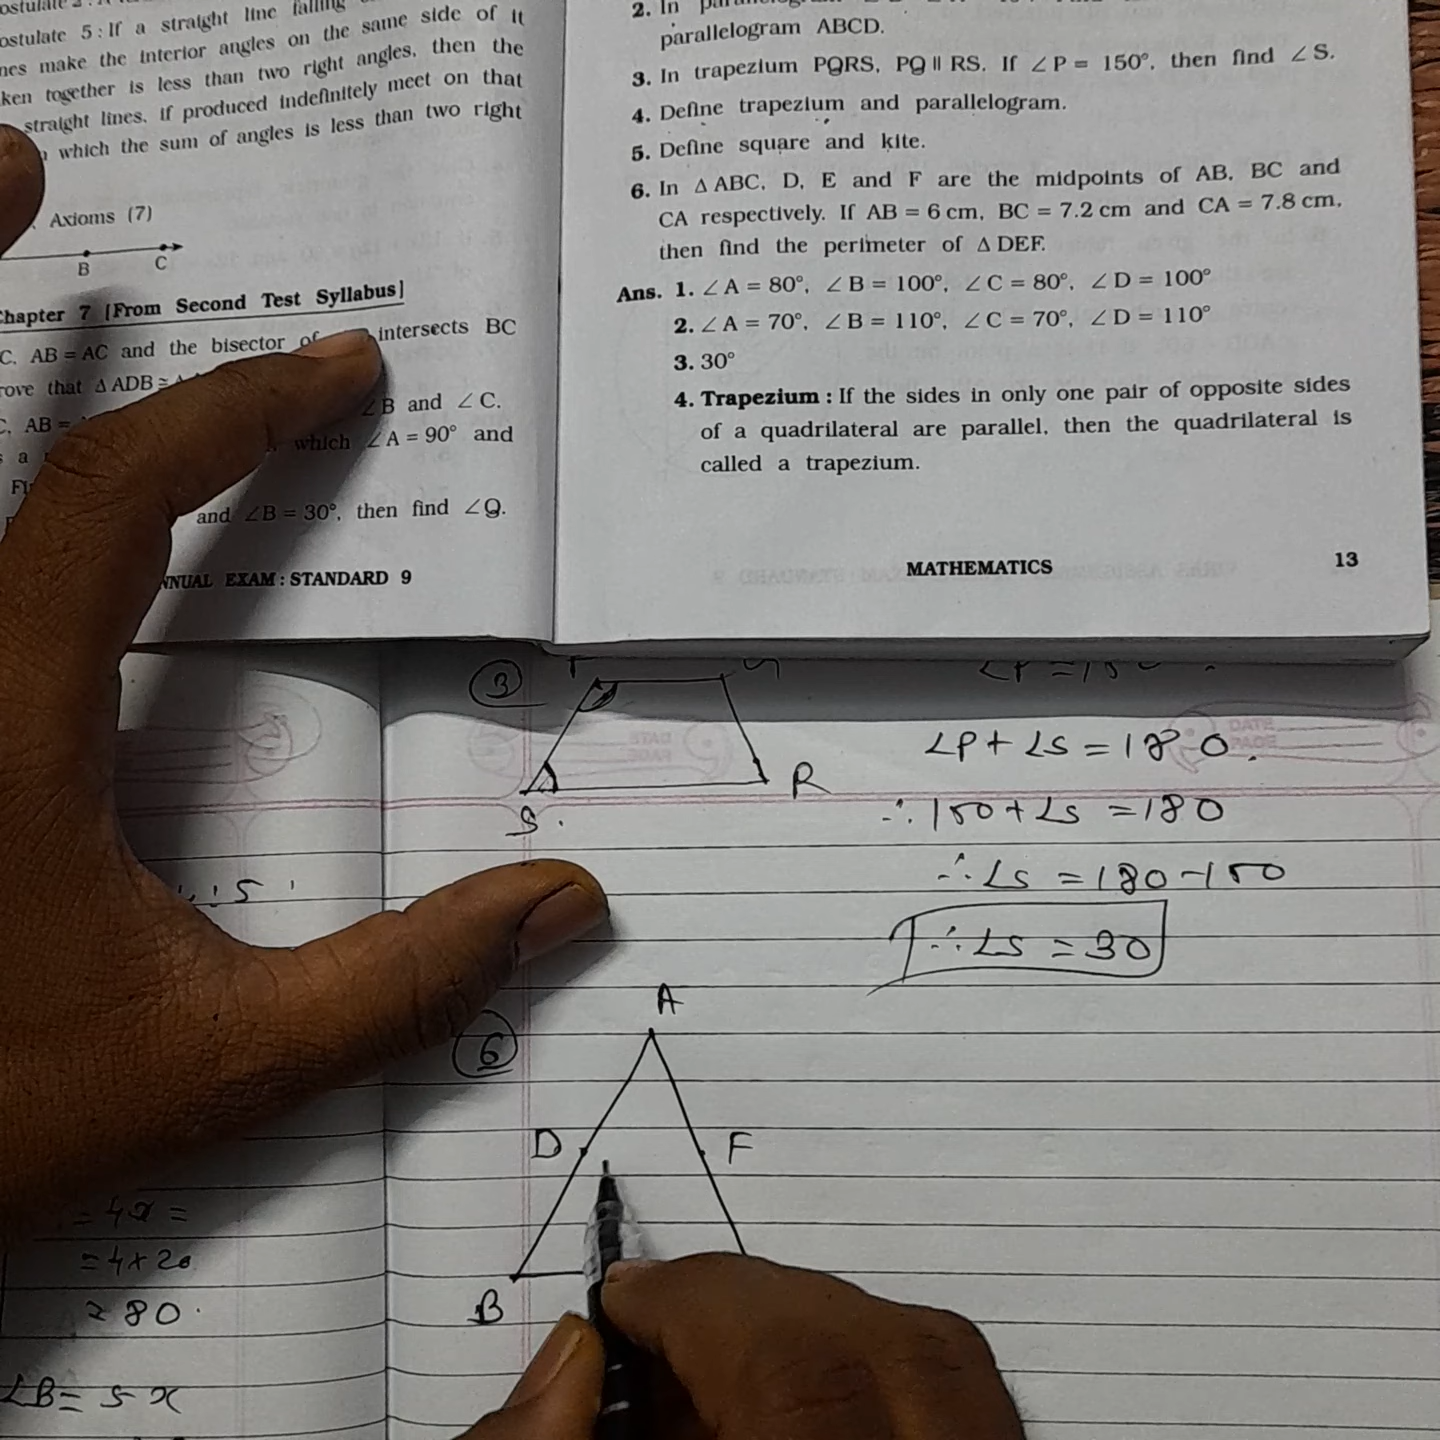 ostulate 5 : If a straight line falling
nes make the interior angles on the same side of it
ken together is less than two right angles, then the
straight lines, if produced indefinitely meet on that
which the sum of angles is less than two right
Axioms (7)
B C
Chapter 7 [From Second Test Syllabus]
C, AB = AC and the bisector of intersects BC
rove that Δ ADB ≅
C, AB = ∠B and ∠C.
s a which ∠A = 90° and
and ∠B = 30°, then find ∠Q.
NNUAL EXAM : STANDARD 9
2. In
parallelogram ABCD.
3. In trapezium PQRS, PQ || RS. If ∠P = 150°, then find ∠S.
4. Define trapezium and parallelogram.
5. Define square and kite.
6. In Δ ABC, D, E and F are the midpoints of AB, BC and
CA respectively. If AB = 6 cm, BC = 7.2 cm and CA = 7.8 cm,
then find the perimeter of Δ DEF.
Ans. 1. ∠A = 80°, ∠B = 100°, ∠C = 80°, ∠D = 100°
2. ∠A = 70°, ∠B = 110°, ∠C = 70°, ∠D = 110°
3. 30°
4. Trapezium : If the sides in only one pair of opposite sides
of a quadrilateral are parallel, then the quadrilateral is
called a trapezium.
MATHEMATICS 13
3
R
S.
DATE
PAGE
∠P + ∠S = 180.
∴ 150 + ∠S = 180
∴ ∠S = 180 - 150
∴ ∠S = 30
6
A
D F
B
= 4x =
= 4 × 20
= 80.
∠B = 5x